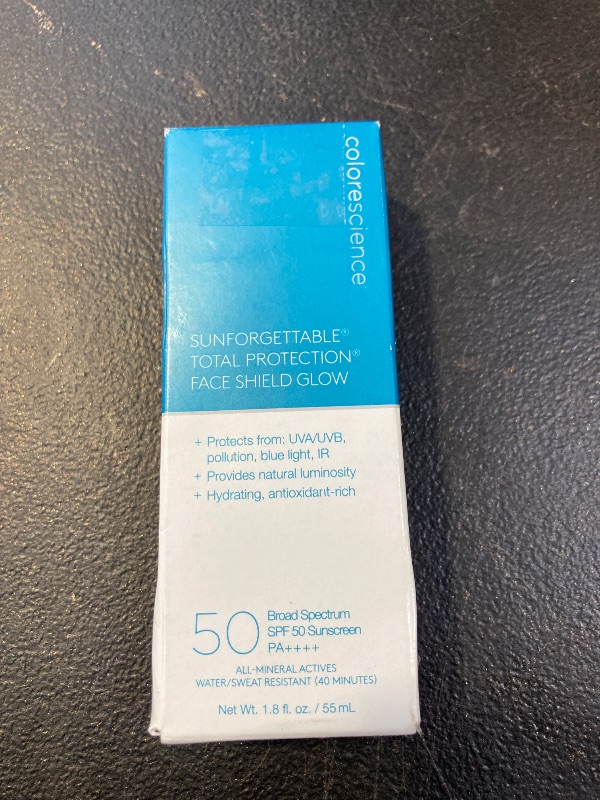 colorescience
SUNFORGETTABLE®
TOTAL PROTECTION®
FACE SHIELD GLOW
+ Protects from: UVA/UVB,
pollution, blue light, IR
+ Provides natural luminosity
+ Hydrating, antioxidant-rich
50
Broad Spectrum
SPF 50 Sunscreen
PA++++
ALL-MINERAL ACTIVES
WATER/SWEAT RESISTANT (40 MINUTES)
Net Wt. 1.8 fl. oz. / 55 mL